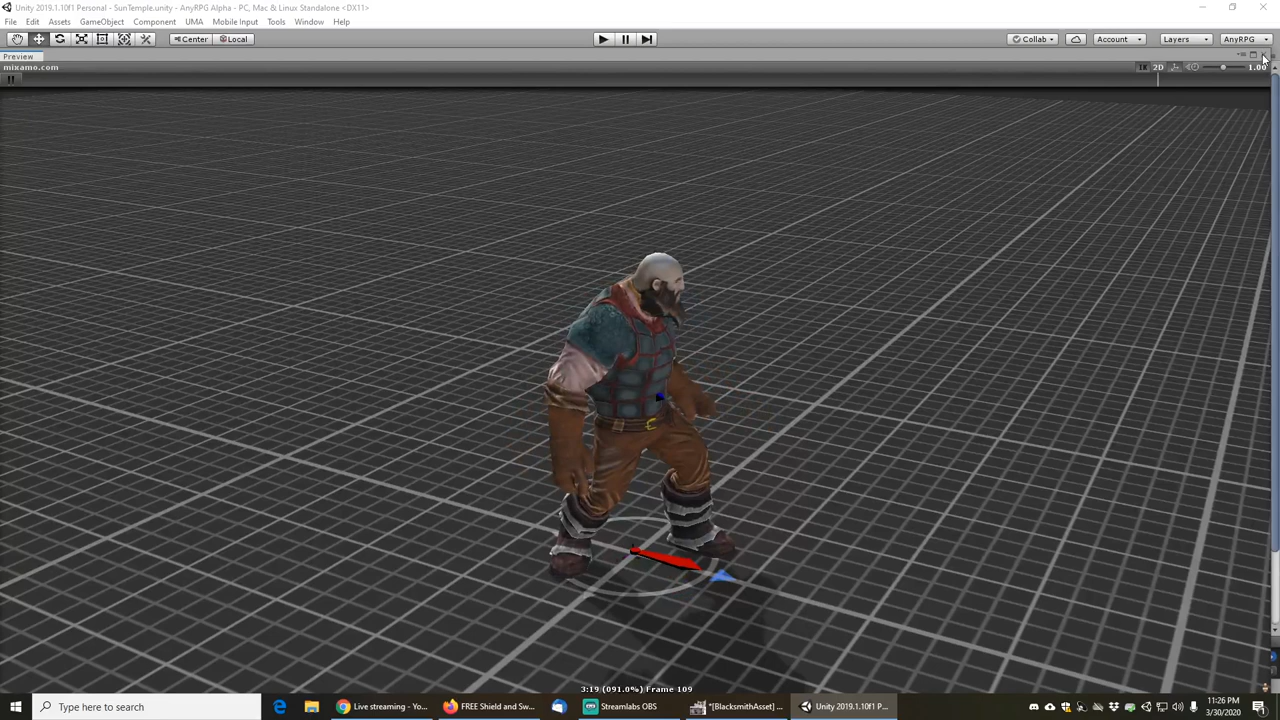 Unity 2019.1.10f1 Personal - SunTemple.unity - AnyRPG Alpha - PC, Mac & Linux Standalone <DX11>
File Edit Assets GameObject Component UMA Mobile Input Tools Window Help
Center Local Collab Account Layers AnyRPG
Preview
mixamo.com IK 2D 1.00
3:19 (091.0%) Frame 109
Type here to search Live streaming - Yo... FREE Shield and Sw... Streamlabs OBS *[BlacksmithAsset] ... Unity 2019.1.10f1 P...
11:26 PM
3/30/2020
1